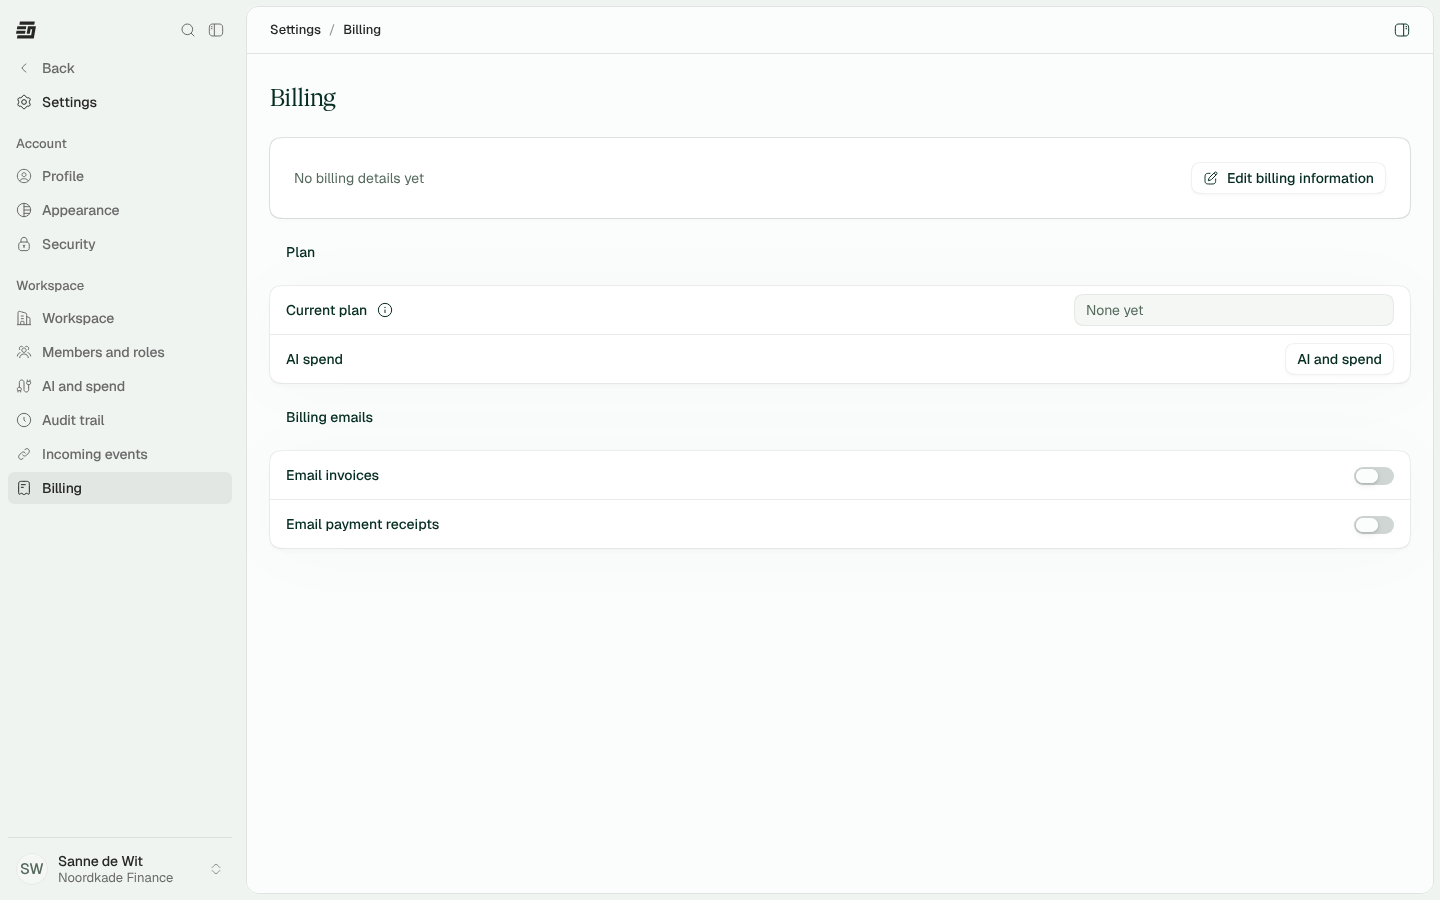 Back
Settings
Account
Profile
Appearance
Security
Workspace
Workspace
Members and roles
AI and spend
Audit trail
Incoming events
Billing
SW
Sanne de Wit
Noordkade Finance
Settings / Billing
Billing
No billing details yet
Edit billing information
Plan
Current plan
None yet
AI spend
AI and spend
Billing emails
Email invoices
Email payment receipts